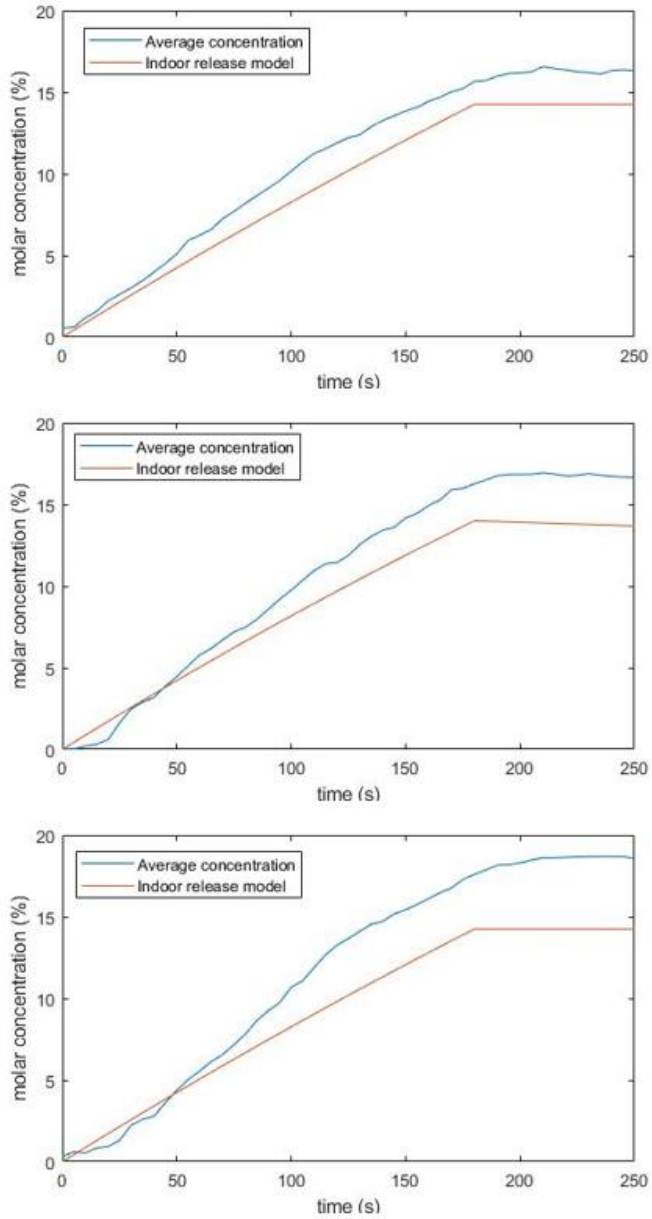 20
Average concentration
Indoor release model
15
10
5
0
molar concentration (%)
0 50 100 150 200 250
time (s)
20
Average concentration
Indoor release model
15
10
5
0
molar concentration (%)
0 50 100 150 200 250
time (s)
20
Average concentration
Indoor release model
15
10
5
0
molar concentration (%)
0 50 100 150 200 250
time (s)